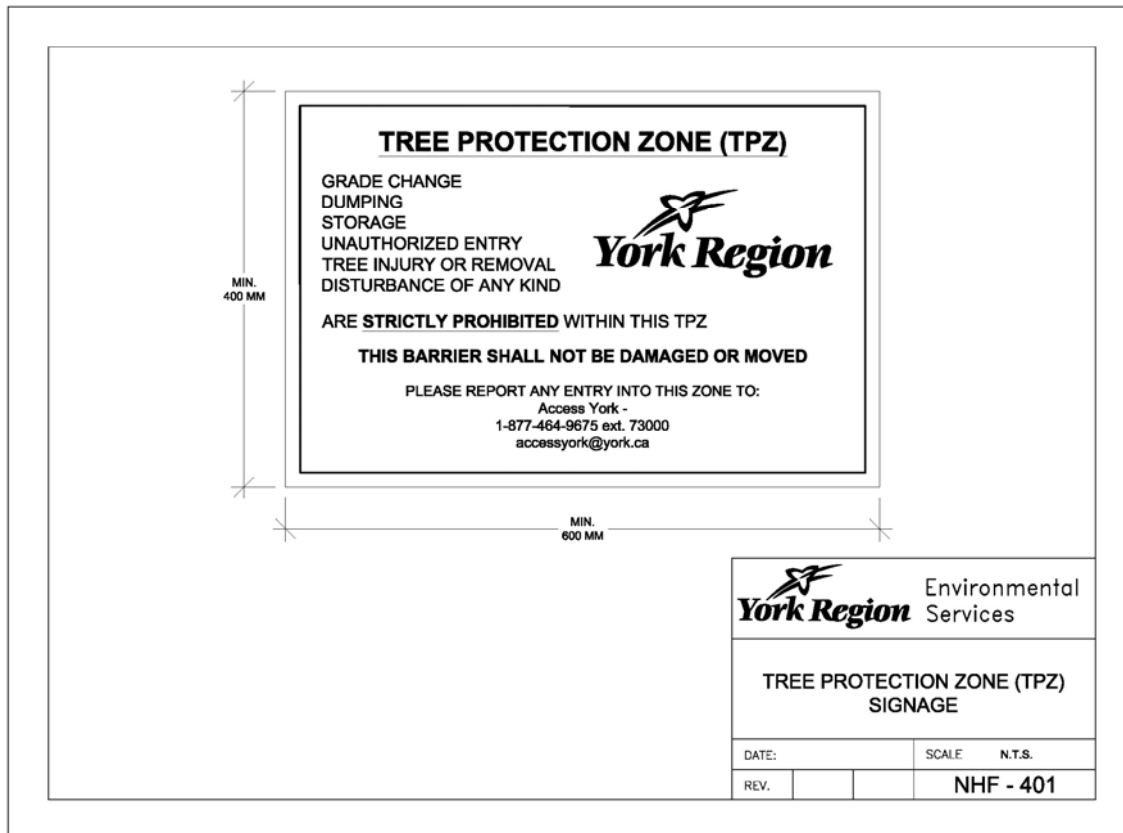 TREE PROTECTION ZONE (TPZ)
GRADE CHANGE
DUMPING
STORAGE
UNAUTHORIZED ENTRY
TREE INJURY OR REMOVAL
DISTURBANCE OF ANY KIND
York Region
ARE STRICTLY PROHIBITED WITHIN THIS TPZ
THIS BARRIER SHALL NOT BE DAMAGED OR MOVED
PLEASE REPORT ANY ENTRY INTO THIS ZONE TO:
Access York -
1-877-464-9675 ext. 73000
accessyork@york.ca
MIN.
400 MM
MIN.
600 MM
York Region
Environmental
Services
TREE PROTECTION ZONE (TPZ)
SIGNAGE
DATE:
SCALE N.T.S.
REV.
NHF - 401